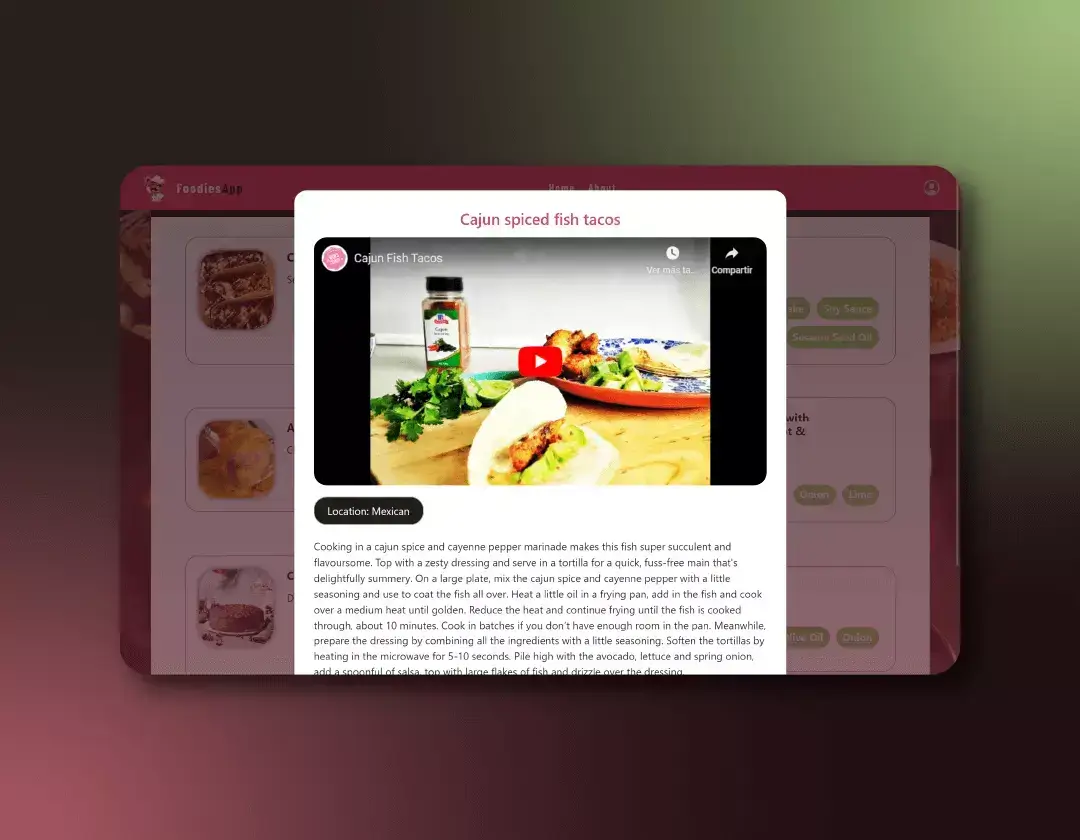 FoodiesApp
Home About
Cajun spiced fish tacos
Cajun Fish Tacos
Ver más ta...
Compartir
Cajun
Soy Sauce
Sesame Seed Oil
with
&
Onion Lime
Location: Mexican
Cooking in a cajun spice and cayenne pepper marinade makes this fish super succulent and
flavoursome. Top with a zesty dressing and serve in a tortilla for a quick, fuss-free main that's
delightfully summery. On a large plate, mix the cajun spice and cayenne pepper with a little
seasoning and use to coat the fish all over. Heat a little oil in a frying pan, add in the fish and cook
over a medium heat until golden. Reduce the heat and continue frying until the fish is cooked
through, about 10 minutes. Cook in batches if you don't have enough room in the pan. Meanwhile,
prepare the dressing by combining all the ingredients with a little seasoning. Soften the tortillas by
heating in the microwave for 5-10 seconds. Pile high with the avocado, lettuce and spring onion,
add a spoonful of salsa, top with large flakes of fish and drizzle over the dressing.
Olive Oil Onion